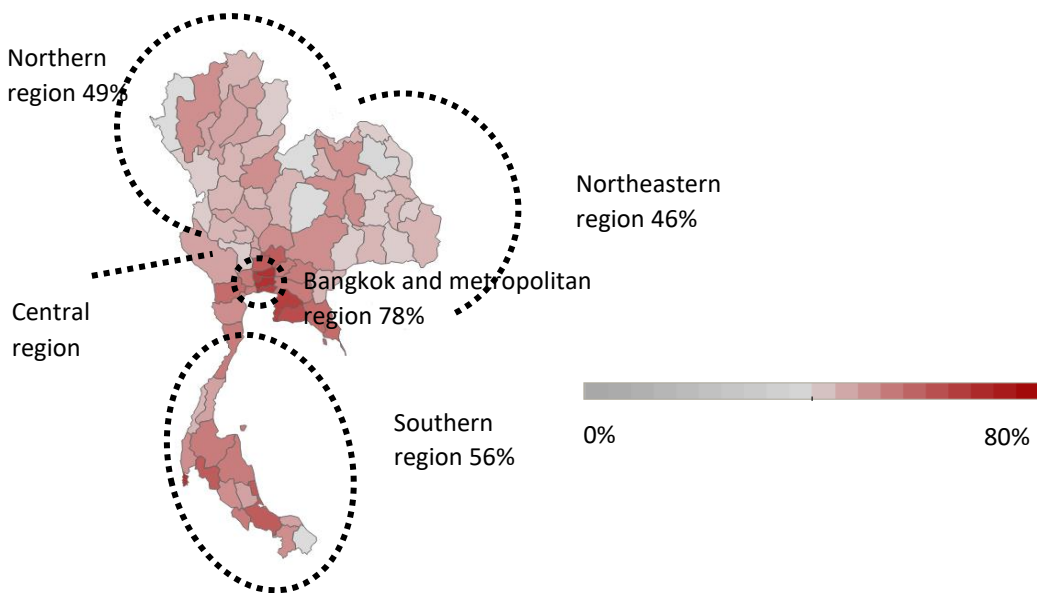 Northern
region 49%
Northeastern
region 46%
Bangkok and metropolitan
region 78%
Central
region
Southern
region 56%
0%
80%